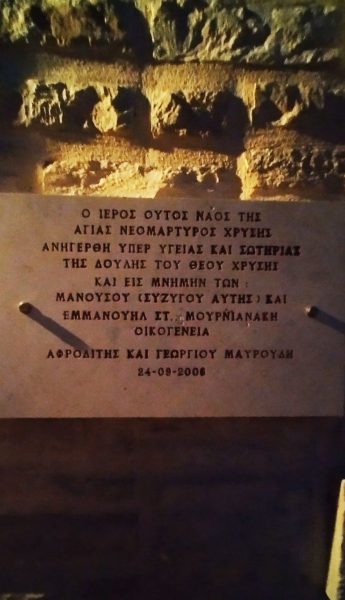 Ο ΙΕΡΟΣ ΟΥΤΟΣ ΝΑΟΣ ΤΗΣ
ΑΓΙΑΣ ΝΕΟΜΑΡΤΥΡΟΣ ΧΡΥΣΗΣ
ΑΝΗΓΕΡΘΗ ΥΠΕΡ ΥΓΕΙΑΣ ΚΑΙ ΣΩΤΗΡΙΑΣ
ΤΗΣ ΔΟΥΛΗΣ ΤΟΥ ΘΕΟΥ ΧΡΥΣΗΣ
ΚΑΙ ΕΙΣ ΜΝΗΜΗΝ ΤΩΝ :
ΜΑΝΟΥΣΟΥ (ΣΥΖΥΓΟΥ ΑΥΤΗΣ) ΚΑΙ
ΕΜΜΑΝΟΥΗΛ ΣΤ. ΜΟΥΡΝΙΑΝΑΚΗ
ΟΙΚΟΓΕΝΕΙΑ
ΑΦΡΟΔΙΤΗΣ ΚΑΙ ΓΕΩΡΓΙΟΥ ΜΑΥΡΟΥΔΗ
24-09-2006